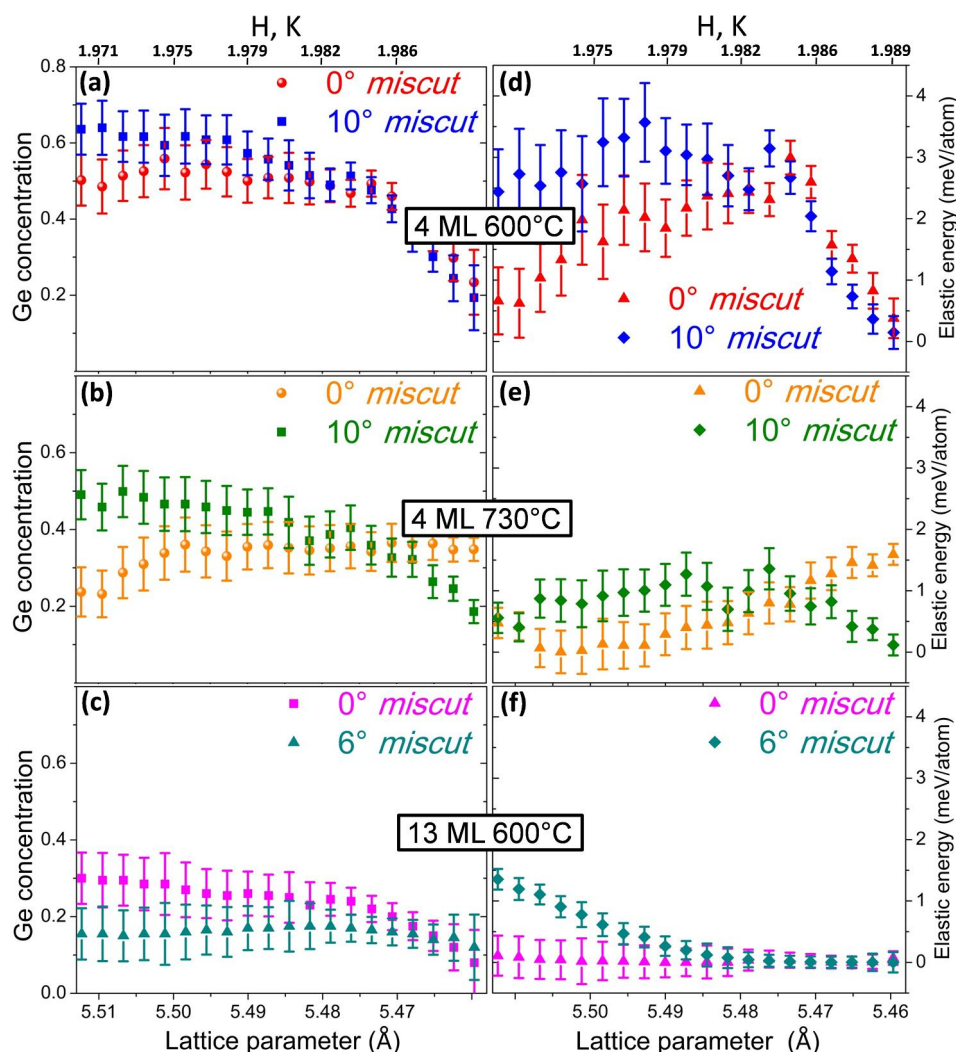 H, K
H, K
1.971 1.975 1.979 1.982 1.986
1.975 1.979 1.982 1.986 1.989
(a)
0° miscut
10° miscut
0.8
0.6
0.4
0.2
Ge concentration
(d)
0° miscut
10° miscut
4
3
2
1
0
Elastic energy (meV/atom)
4 ML 600°C
(b)
0° miscut
10° miscut
0.6
0.4
0.2
Ge concentration
(e)
0° miscut
10° miscut
4
3
2
1
0
Elastic energy (meV/atom)
4 ML 730°C
(c)
0° miscut
6° miscut
0.6
0.4
0.2
0.0
Ge concentration
(f)
0° miscut
6° miscut
4
3
2
1
0
Elastic energy (meV/atom)
13 ML 600°C
5.51 5.50 5.49 5.48 5.47
Lattice parameter (Å)
5.50 5.49 5.48 5.47 5.46
Lattice parameter (Å)